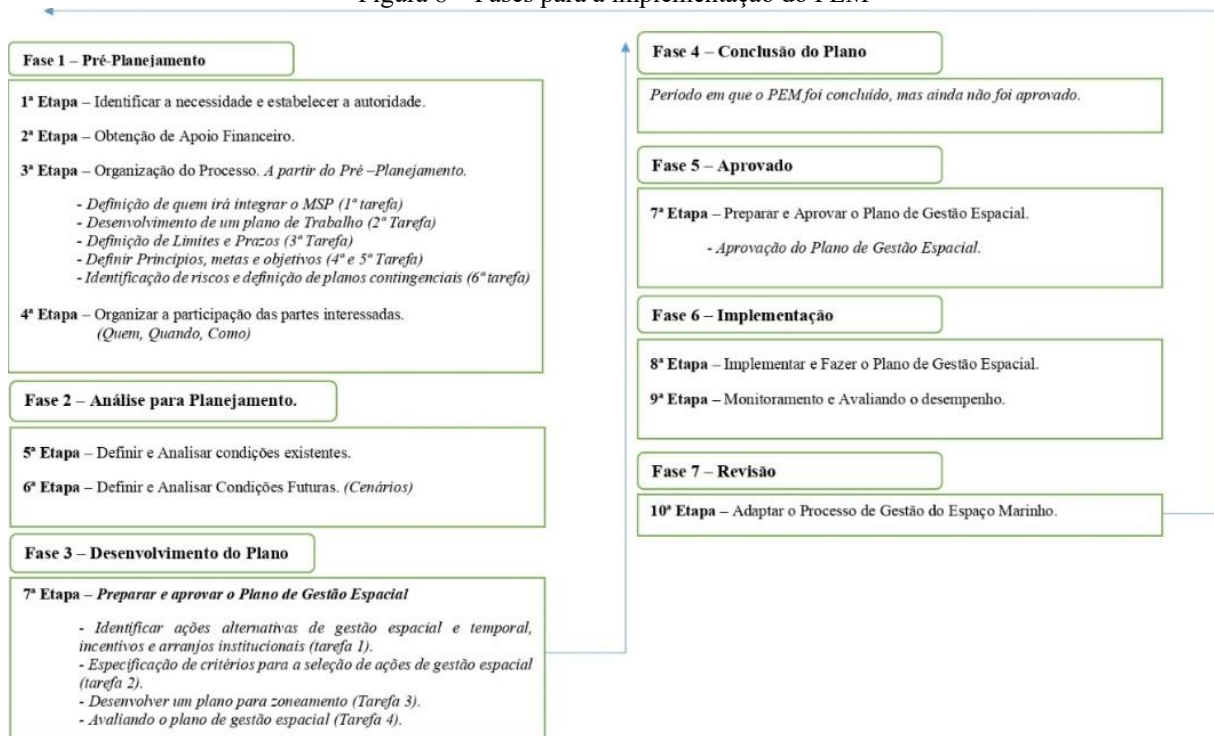 Figura 8 – Fases para a implementação do PEM
Fase 1 – Pré-Planejamento
1ª Etapa – Identificar a necessidade e estabelecer a autoridade.
2ª Etapa – Obtenção de Apoio Financeiro.
3ª Etapa – Organização do Processo. A partir do Pré –Planejamento.
- Definição de quem irá integrar o MSP (1ª tarefa)
- Desenvolvimento de um plano de Trabalho (2ª Tarefa)
- Definição de Limites e Prazos (3ª Tarefa)
- Definir Princípios, metas e objetivos (4ª e 5ª Tarefa)
- Identificação de riscos e definição de planos contingenciais (6ª tarefa)
4ª Etapa – Organizar a participação das partes interessadas.
(Quem, Quando, Como)
Fase 2 – Análise para Planejamento.
5ª Etapa – Definir e Analisar condições existentes.
6ª Etapa – Definir e Analisar Condições Futuras. (Cenários)
Fase 3 – Desenvolvimento do Plano
7ª Etapa – Preparar e aprovar o Plano de Gestão Espacial
- Identificar ações alternativas de gestão espacial e temporal,
incentivos e arranjos institucionais (tarefa 1).
- Especificação de critérios para a seleção de ações de gestão espacial
(tarefa 2).
- Desenvolver um plano para zoneamento (Tarefa 3).
- Avaliando o plano de gestão espacial (Tarefa 4).
Fase 4 – Conclusão do Plano
Período em que o PEM foi concluído, mas ainda não foi aprovado.
Fase 5 – Aprovado
7ª Etapa – Preparar e Aprovar o Plano de Gestão Espacial.
- Aprovação do Plano de Gestão Espacial.
Fase 6 – Implementação
8ª Etapa – Implementar e Fazer o Plano de Gestão Espacial.
9ª Etapa – Monitoramento e Avaliando o desempenho.
Fase 7 – Revisão
10ª Etapa – Adaptar o Processo de Gestão do Espaço Marinho.